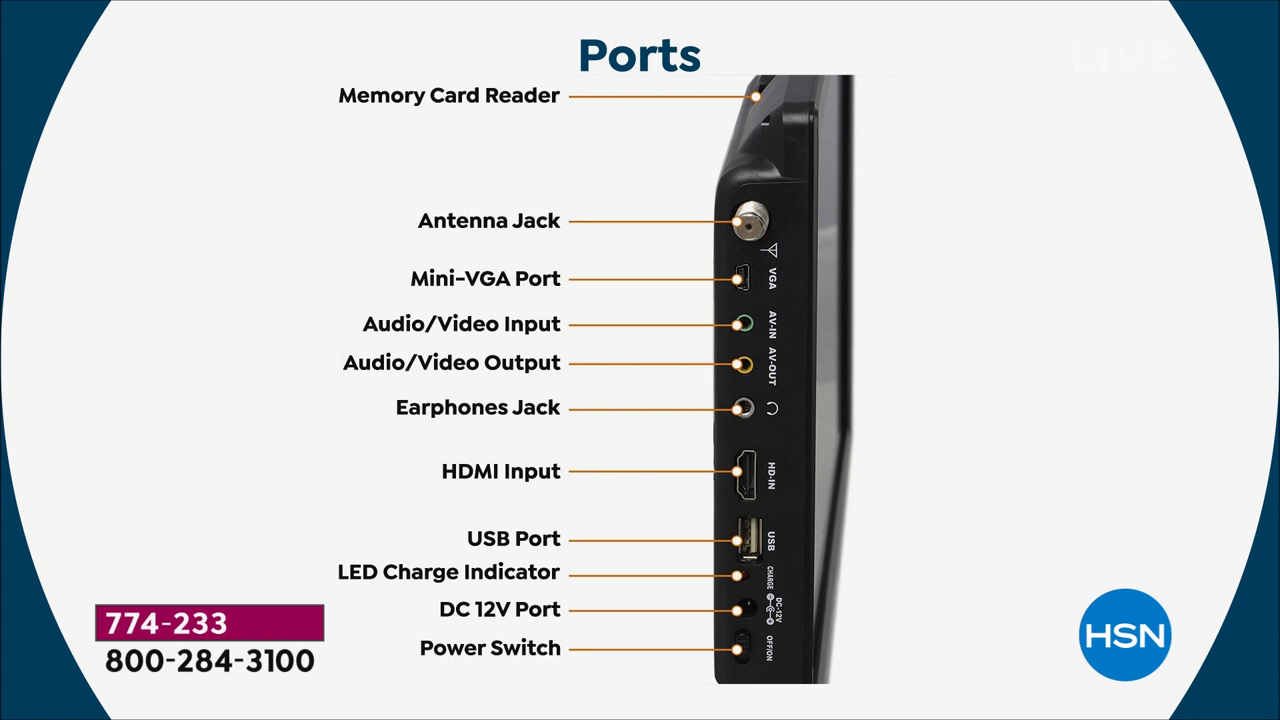 Ports
LIVE
Memory Card Reader
Antenna Jack
Mini-VGA Port
VGA
Audio/Video Input
AV-IN
Audio/Video Output
AV-OUT
Earphones Jack
HDMI Input
HD-IN
USB Port
USB
LED Charge Indicator
CHARGE
DC 12V Port
DC-12V
Power Switch
OFF/ON
774-233
800-284-3100
HSN